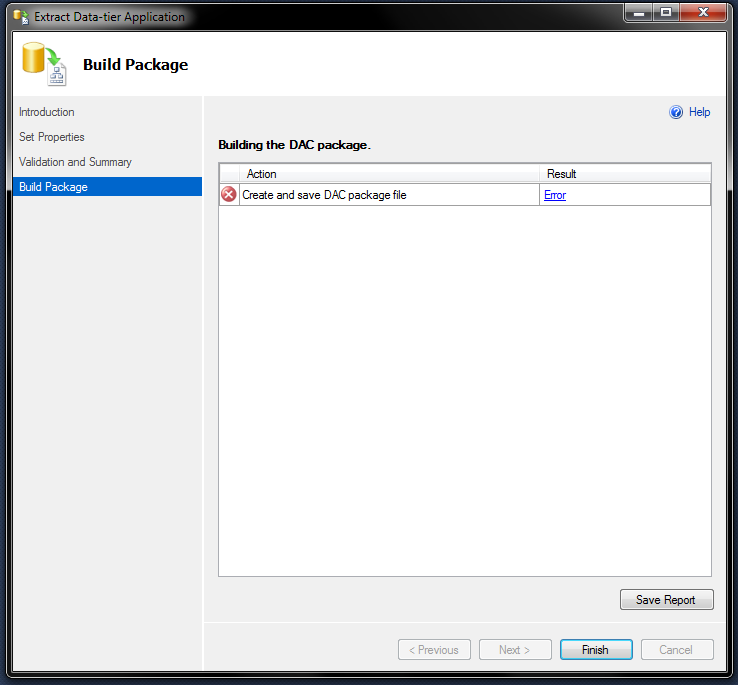 Extract Data-tier Application
Build Package
Introduction
Set Properties
Validation and Summary
Build Package
Help
Building the DAC package.
Action Result
Create and save DAC package file Error
Save Report
< Previous Next > Finish Cancel